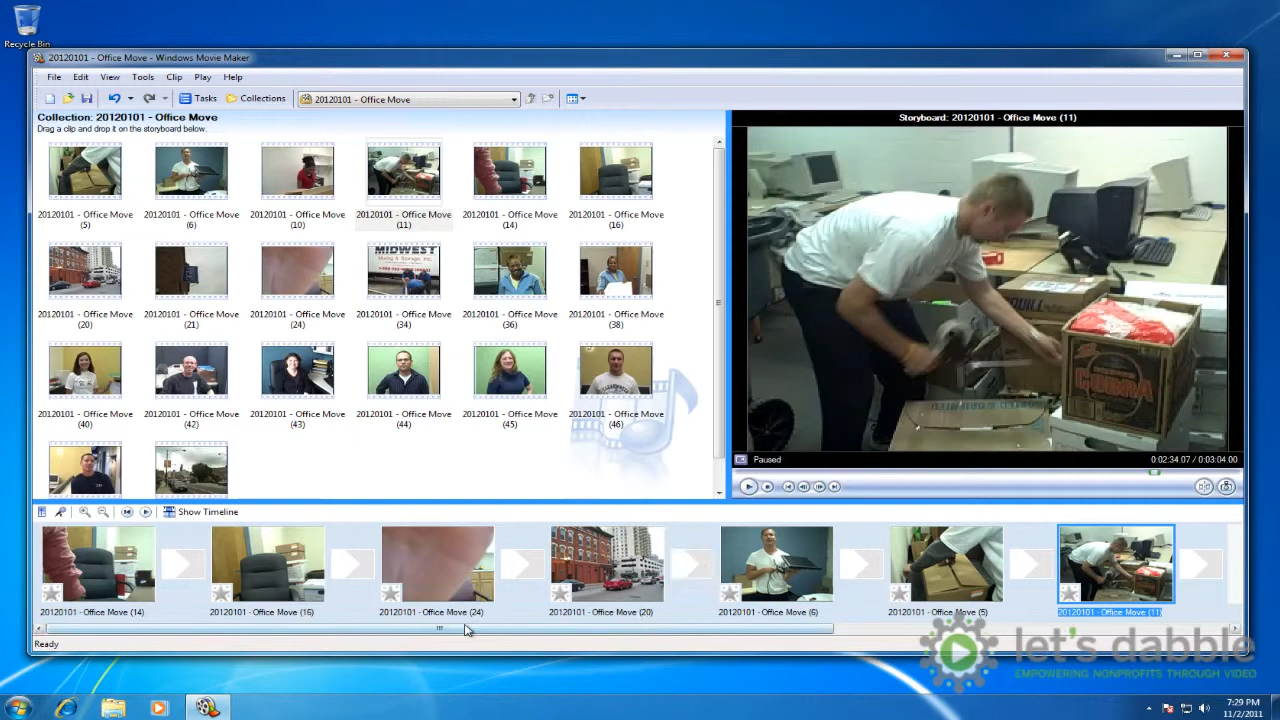 Recycle Bin
20120101 - Office Move - Windows Movie Maker
File Edit View Tools Clip Play Help
Tasks Collections 20120101 - Office Move
Collection: 20120101 - Office Move
Drag a clip and drop it on the storyboard below.
20120101 - Office Move (5)
20120101 - Office Move (6)
20120101 - Office Move (10)
20120101 - Office Move (11)
20120101 - Office Move (14)
20120101 - Office Move (16)
MIDWEST
20120101 - Office Move (20)
20120101 - Office Move (21)
20120101 - Office Move (24)
20120101 - Office Move (34)
20120101 - Office Move (36)
20120101 - Office Move (38)
20120101 - Office Move (40)
20120101 - Office Move (42)
20120101 - Office Move (43)
20120101 - Office Move (44)
20120101 - Office Move (45)
20120101 - Office Move (46)
Storyboard: 20120101 - Office Move (11)
QUILL
COBRA
Paused 0:02:34.07 / 0:03:04.00
Show Timeline
20120101 - Office Move (14)
20120101 - Office Move (16)
20120101 - Office Move (24)
20120101 - Office Move (20)
20120101 - Office Move (6)
20120101 - Office Move (5)
20120101 - Office Move (11)
Ready
let's dabble
EMPOWERING NONPROFITS THROUGH VIDEO
7:29 PM
11/2/2011